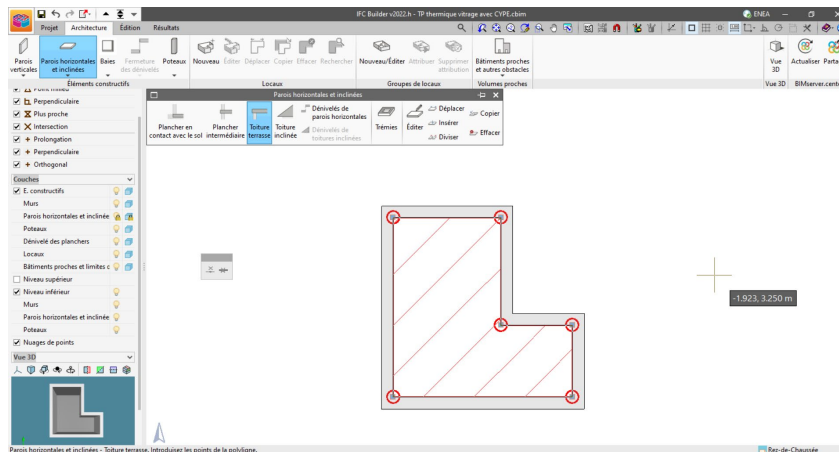 IFC Builder v2022.h - TP thermique vitrage avec CYPE.cbim
ENEA
Projet Architecture Édition Résultats
Parois verticales
Parois horizontales et inclinées
Baies
Fermeture des dénivelés
Poteaux
Nouveau Éditer Déplacer Copier Effacer Rechercher
Nouveau/Éditer Attribuer Supprimer attribution
Bâtiments proches et autres obstacles
Vue 3D
Actualiser Parta
Éléments constructifs Locaux Groupes de locaux Volumes proches Vue 3D BIMserver.cente
Perpendiculaire
Plus proche
Intersection
Prolongation
Perpendiculaire
Orthogonal
Couches
E. constructifs
Murs
Parois horizontales et inclinée
Poteaux
Dénivelé des planchers
Locaux
Bâtiments proches et limites c
Niveau supérieur
Niveau inférieur
Murs
Parois horizontales et inclinée
Poteaux
Nuages de points
Vue 3D
Parois horizontales et inclinées
Plancher en contact avec le sol
Plancher intermédiaire
Toiture terrasse
Toiture inclinée
Dénivelés de parois horizontales
Dénivelés de toitures inclinées
Trémies
Éditer
Déplacer
Insérer
Diviser
Copier
Effacer
-1.923, 3.250 m
Parois horizontales et inclinées - Toiture terrasse. Introduisez les points de la polyligne.
Rez-de-Chaussée